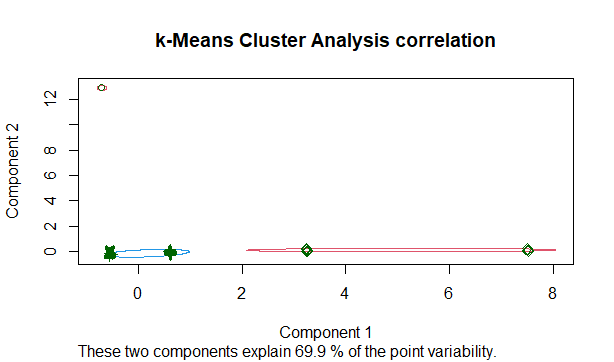 k-Means Cluster Analysis correlation
Component 2
12
8
6
4
2
0
0
2
4
6
8
Component 1
These two components explain 69.9 % of the point variability.